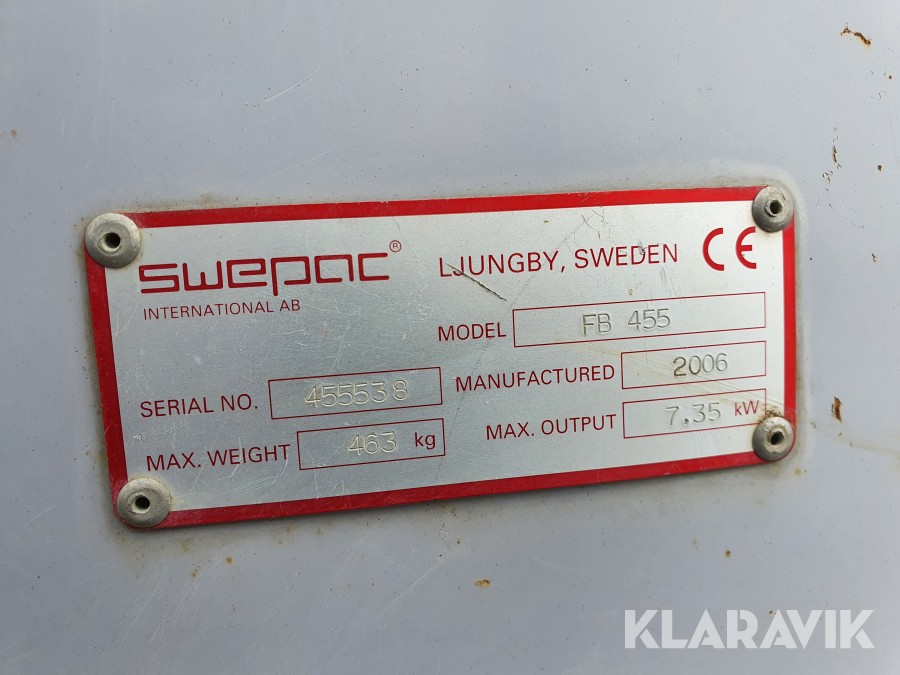 swepac® LJUNGBY, SWEDEN CE
INTERNATIONAL AB
MODEL FB 455
SERIAL NO. 455538 MANUFACTURED 2006
MAX. WEIGHT 463 kg MAX. OUTPUT 7.35 kW
KLARAVIK